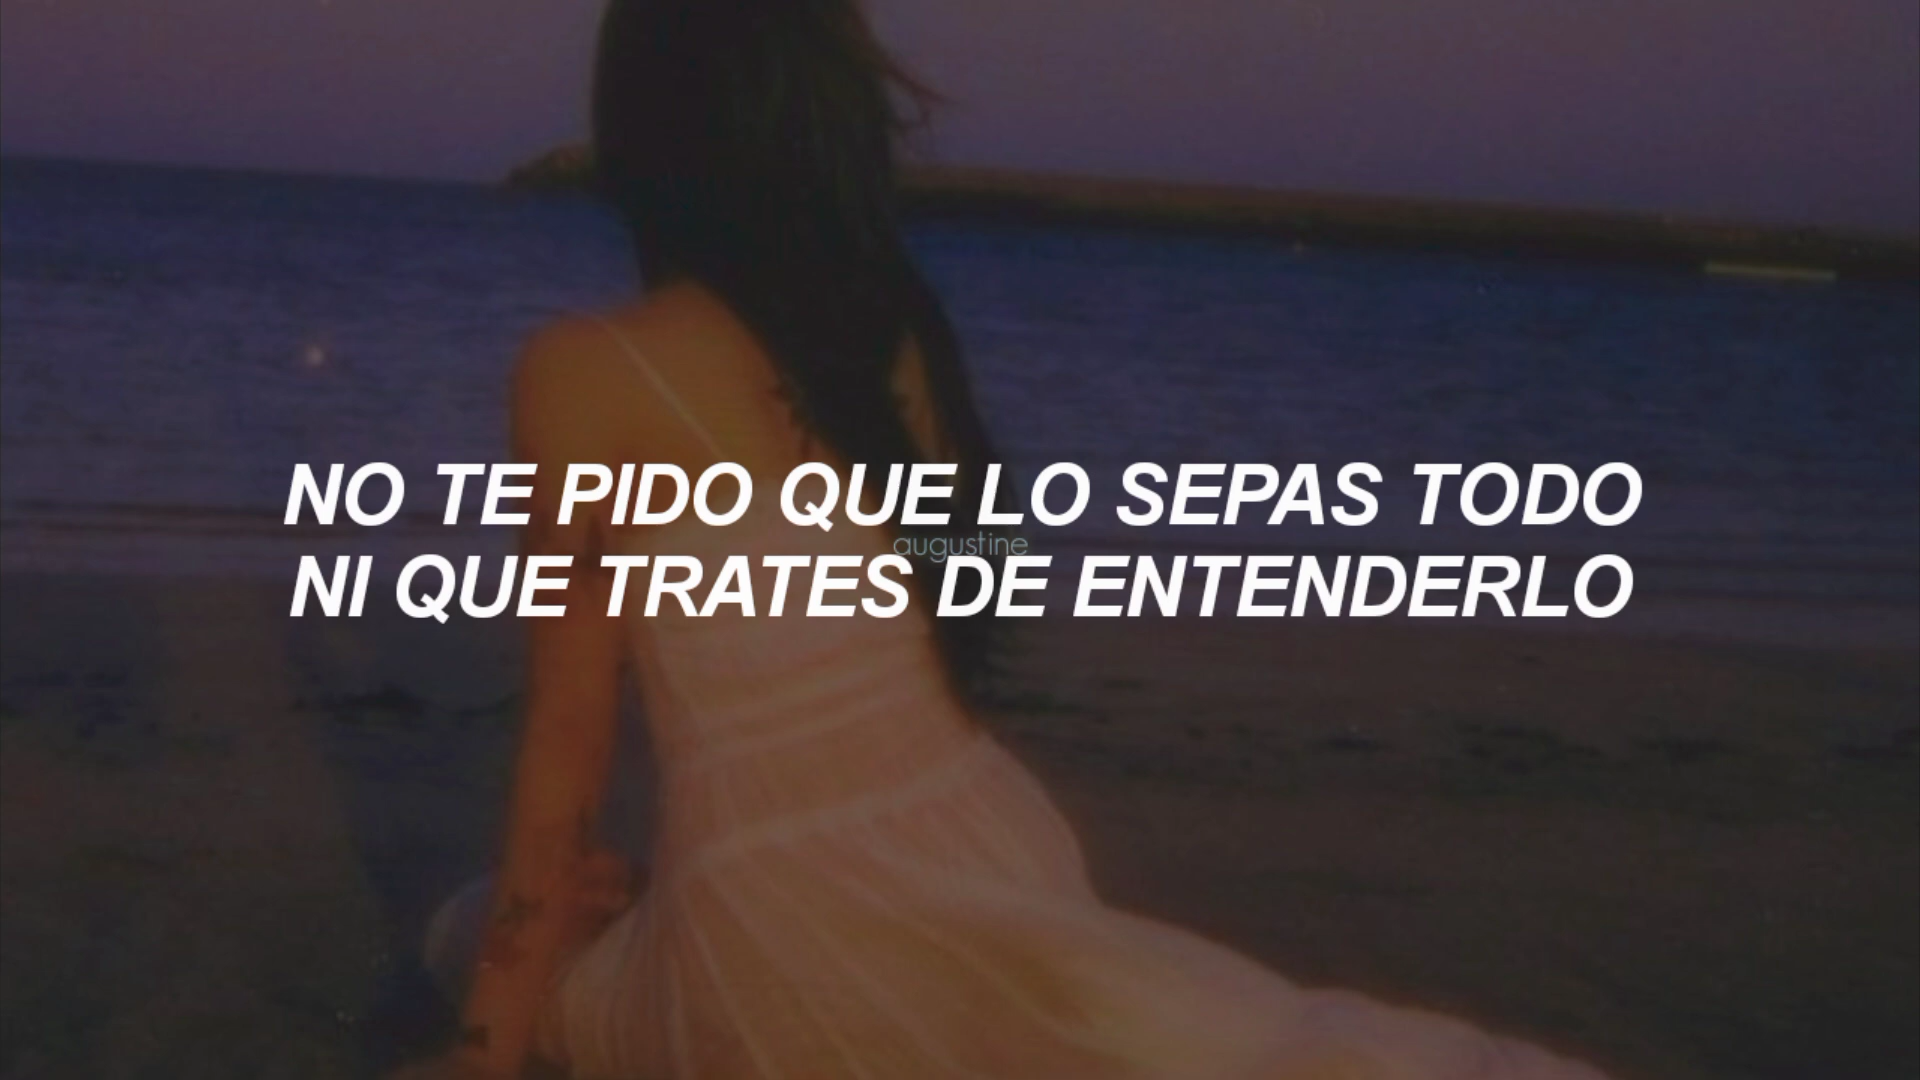 NO TE PIDO QUE LO SEPAS TODO
augustine
NI QUE TRATES DE ENTENDERLO